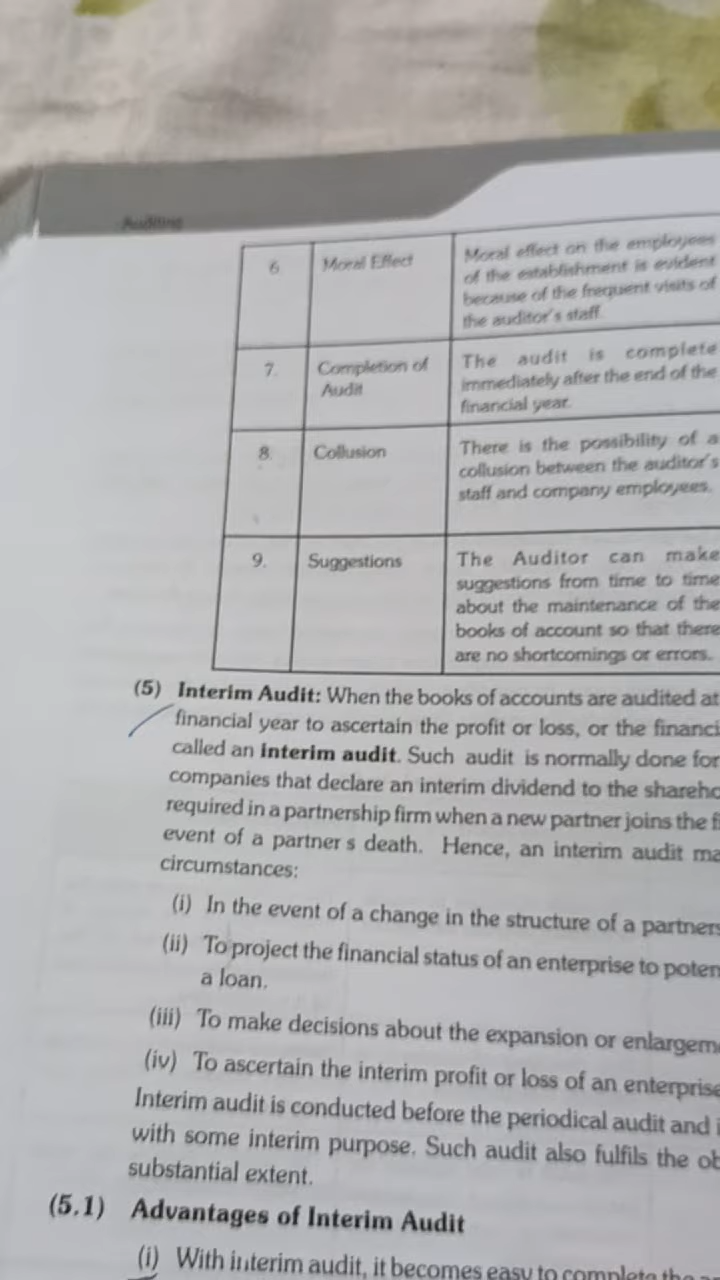 Auditing
6. Moral Effect Moral effect on the employees
of the establishment is evident
because of the frequent visits of
the auditor's staff.
7. Completion of The audit is complete
Audit immediately after the end of the
financial year.
8. Collusion There is the possibility of a
collusion between the auditor's
staff and company employees.
9. Suggestions The Auditor can make
suggestions from time to time
about the maintenance of the
books of account so that there
are no shortcomings or errors.
(5) Interim Audit: When the books of accounts are audited at
financial year to ascertain the profit or loss, or the financi
called an interim audit. Such audit is normally done for
companies that declare an interim dividend to the shareho
required in a partnership firm when a new partner joins the fi
event of a partner s death. Hence, an interim audit ma
circumstances:
(i) In the event of a change in the structure of a partners
(ii) To project the financial status of an enterprise to poten
a loan.
(iii) To make decisions about the expansion or enlargeme
(iv) To ascertain the interim profit or loss of an enterprise
Interim audit is conducted before the periodical audit and i
with some interim purpose. Such audit also fulfils the ob
substantial extent.
(5.1) Advantages of Interim Audit
(i) With interim audit, it becomes easy to complete the